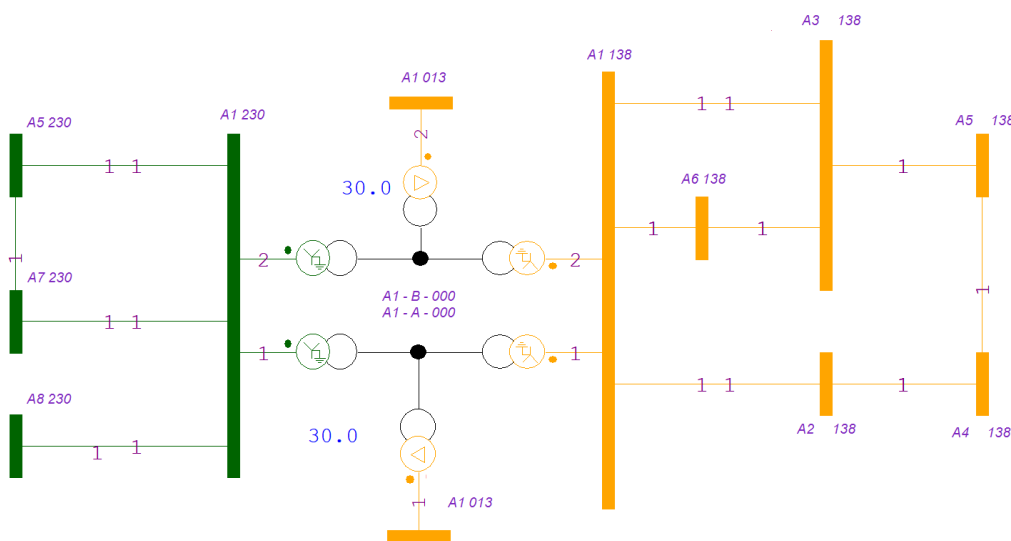 A3 138
A1 138
A1 013
1 1
A5 230
A1 230
2
A5 138
1 1
1
30.0
A6 138
1
1
2
2
1
A1 - B - 000
A1 - A - 000
1
A7 230
1 1
1
1
1 1
1
A8 230
A2 138
A4 138
30.0
1 1
1
A1 013